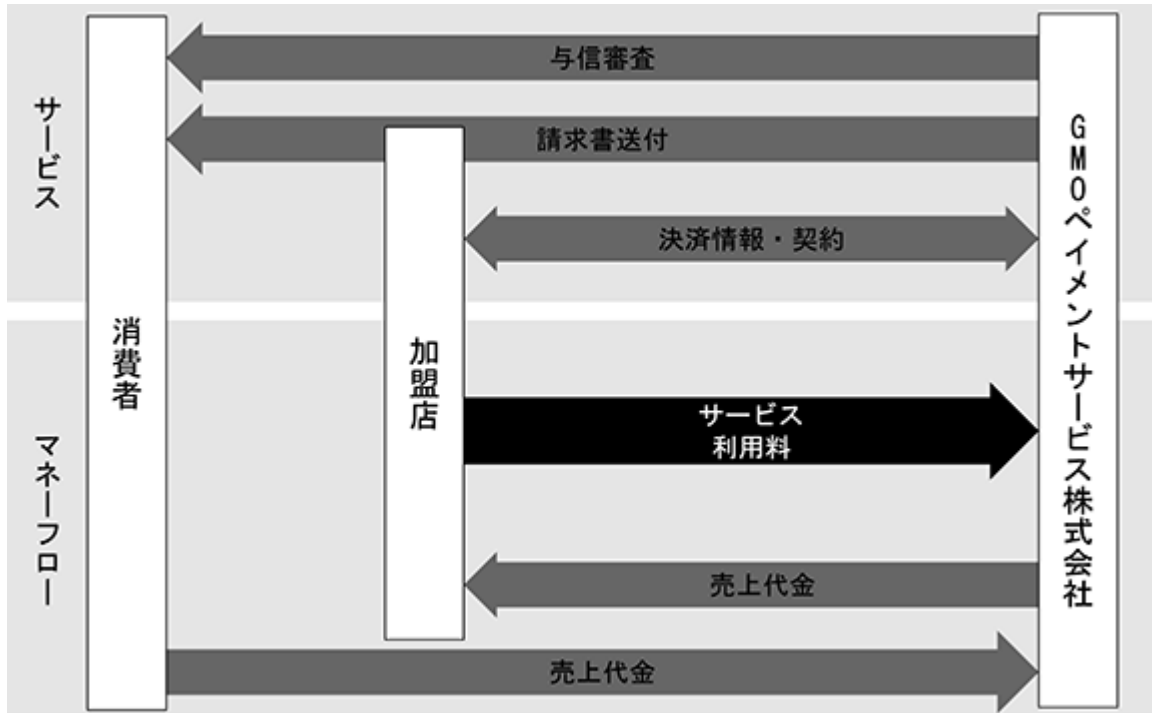 サービス
マネーフロー
消費者
加盟店
GMOペイメントサービス株式会社
与信審査
請求書送付
決済情報・契約
サービス
利用料
売上代金
売上代金